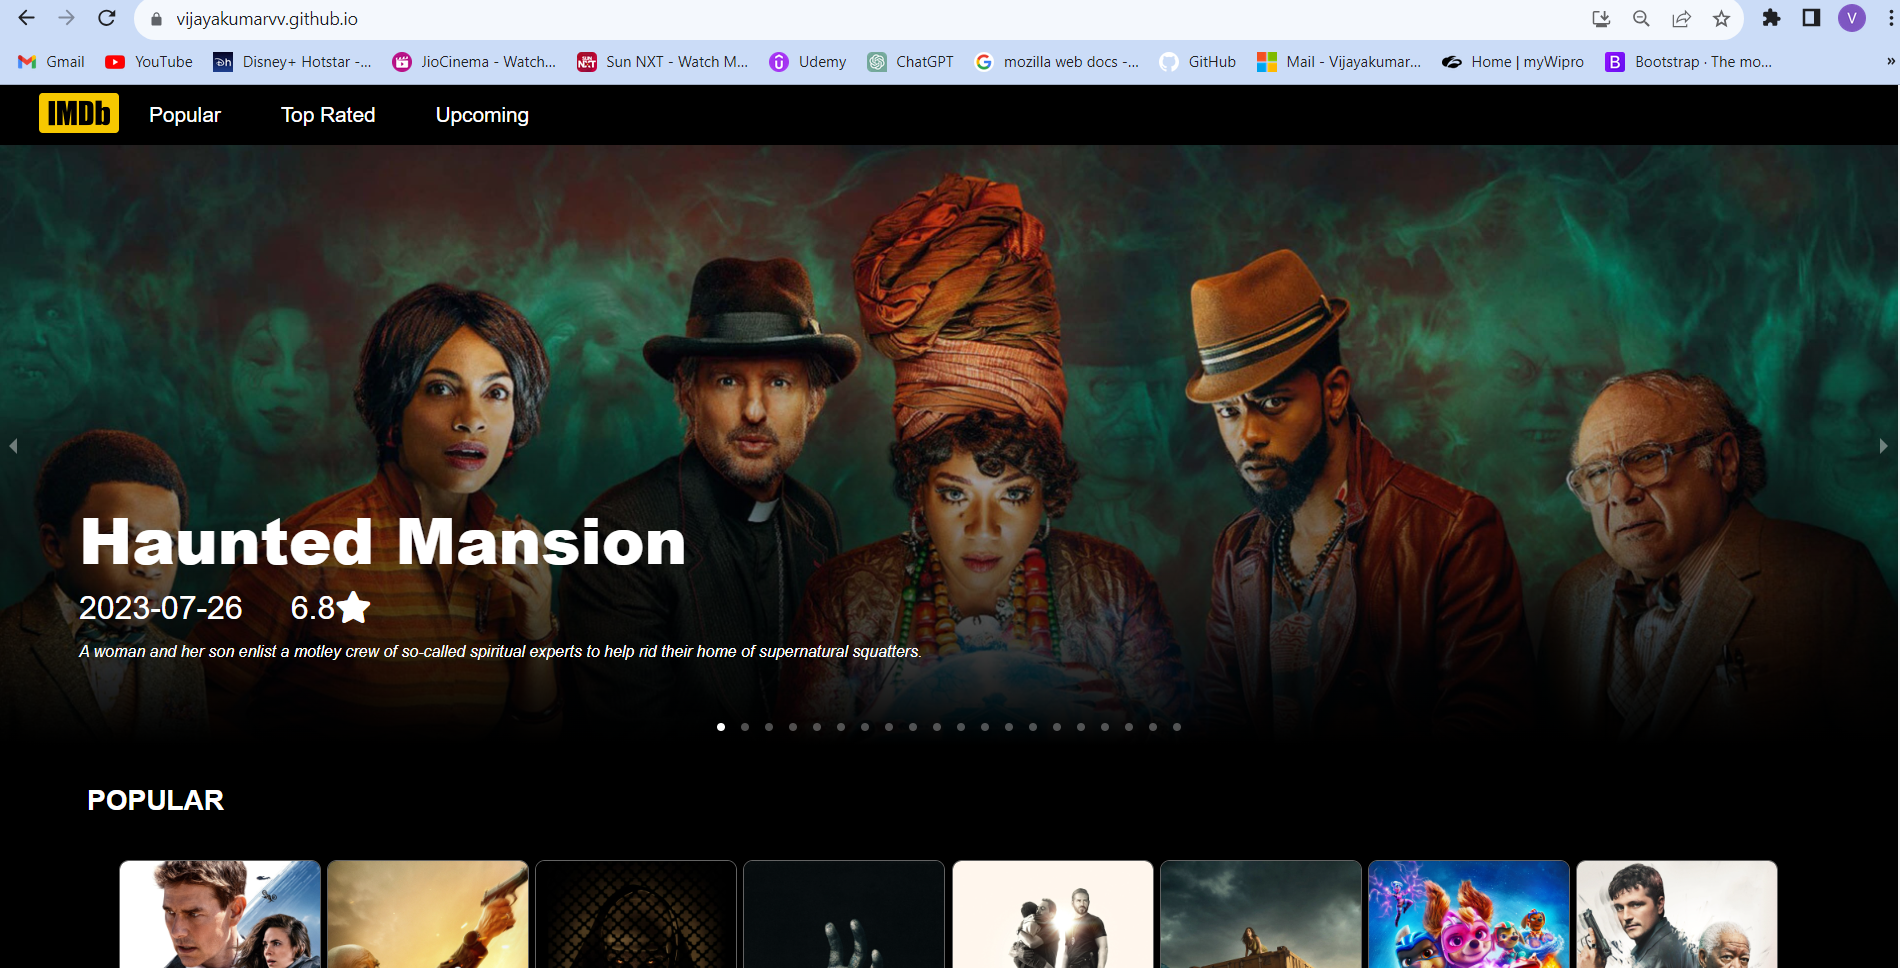 vijayakumarvv.github.io
V
Gmail
YouTube
Disney+ Hotstar -...
JioCinema - Watch...
SUN NXT
Sun NXT - Watch M...
Udemy
ChatGPT
mozilla web docs -...
GitHub
Mail - Vijayakumar...
Home | myWipro
B
Bootstrap · The mo...
»
IMDb
Popular
Top Rated
Upcoming
Haunted Mansion
2023-07-26 6.8
A woman and her son enlist a motley crew of so-called spiritual experts to help rid their home of supernatural squatters.
POPULAR